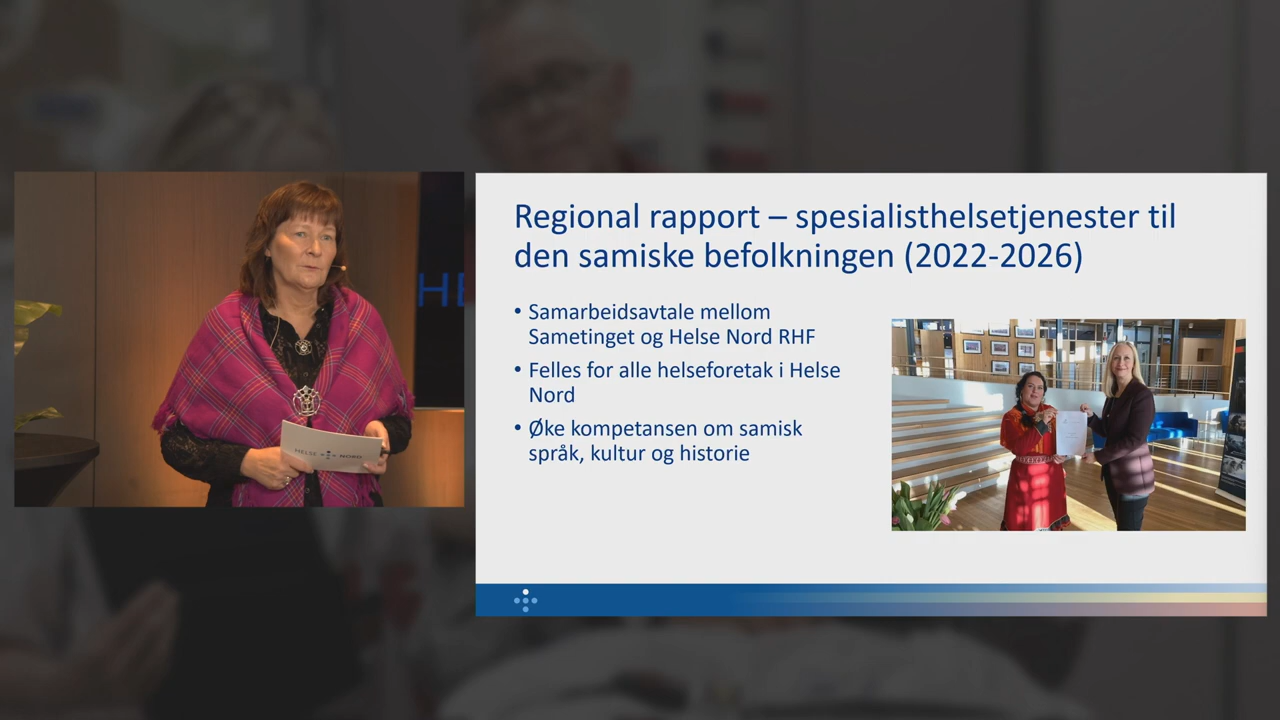 HE
HELSE NORD
Regional rapport – spesialisthelsetjenester til
den samiske befolkningen (2022-2026)
• Samarbeidsavtale mellom
Sametinget og Helse Nord RHF
• Felles for alle helseforetak i Helse
Nord
• Øke kompetansen om samisk
språk, kultur og historie